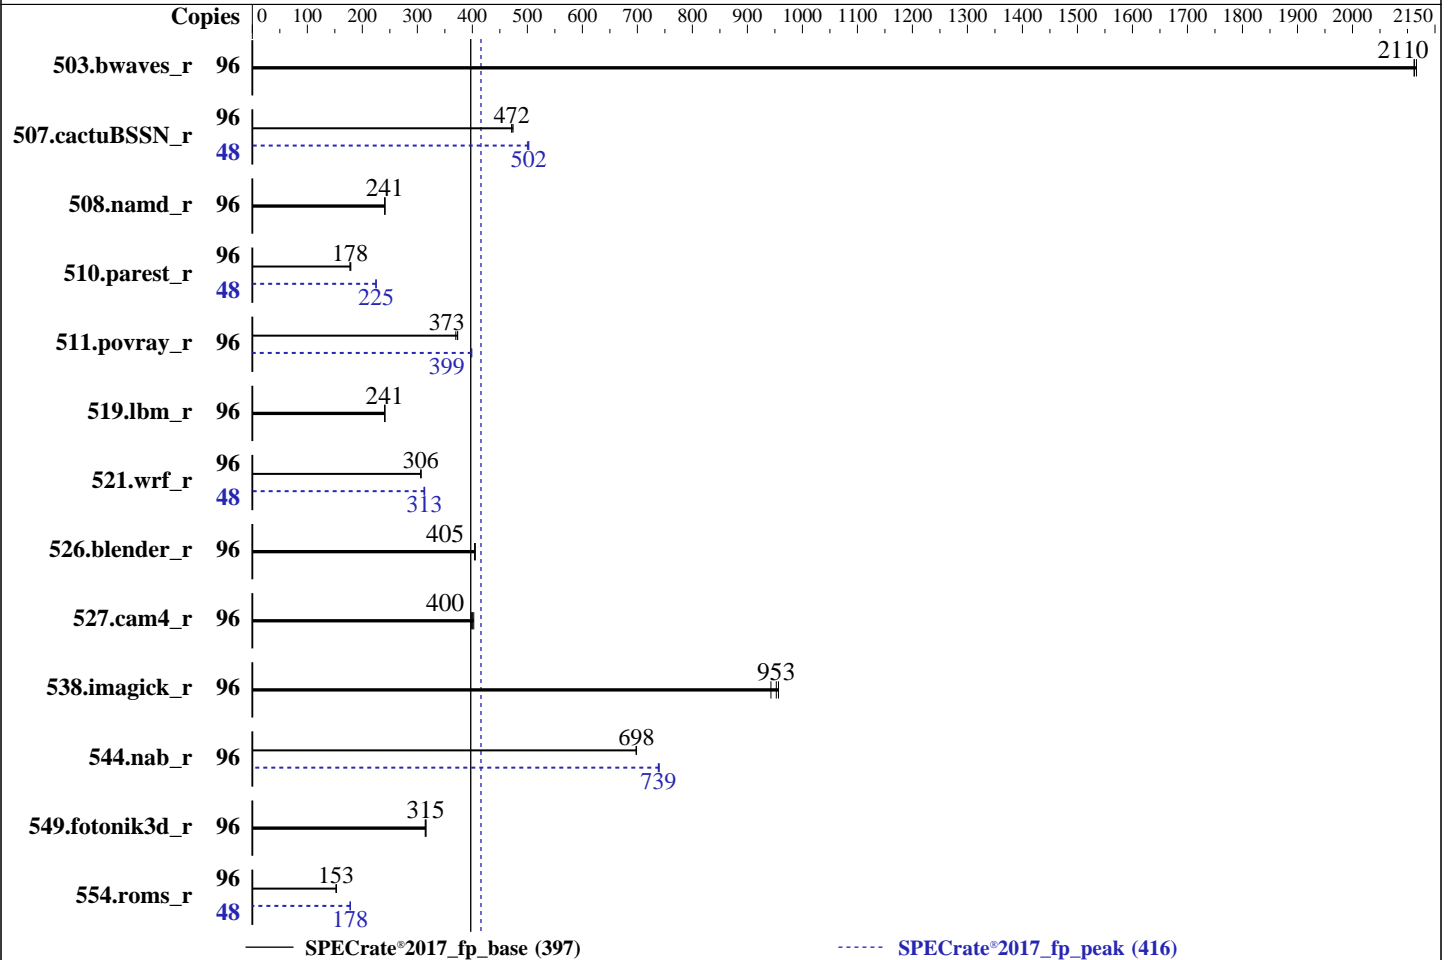 Copies 0 100 200 300 400 500 600 700 800 900 1000 1100 1200 1300 1400 1500 1600 1700 1800 1900 2000 2150
503.bwaves_r 96 2110
507.cactuBSSN_r 96 472
48 502
508.namd_r 96 241
510.parest_r 96 178
48 225
511.povray_r 96 373
399
519.lbm_r 96 241
521.wrf_r 96 306
48 313
526.blender_r 96 405
527.cam4_r 96 400
538.imagick_r 96 953
544.nab_r 96 698
739
549.fotonik3d_r 96 315
554.roms_r 96 153
48 178
SPECrate®2017_fp_base (397) SPECrate®2017_fp_peak (416)